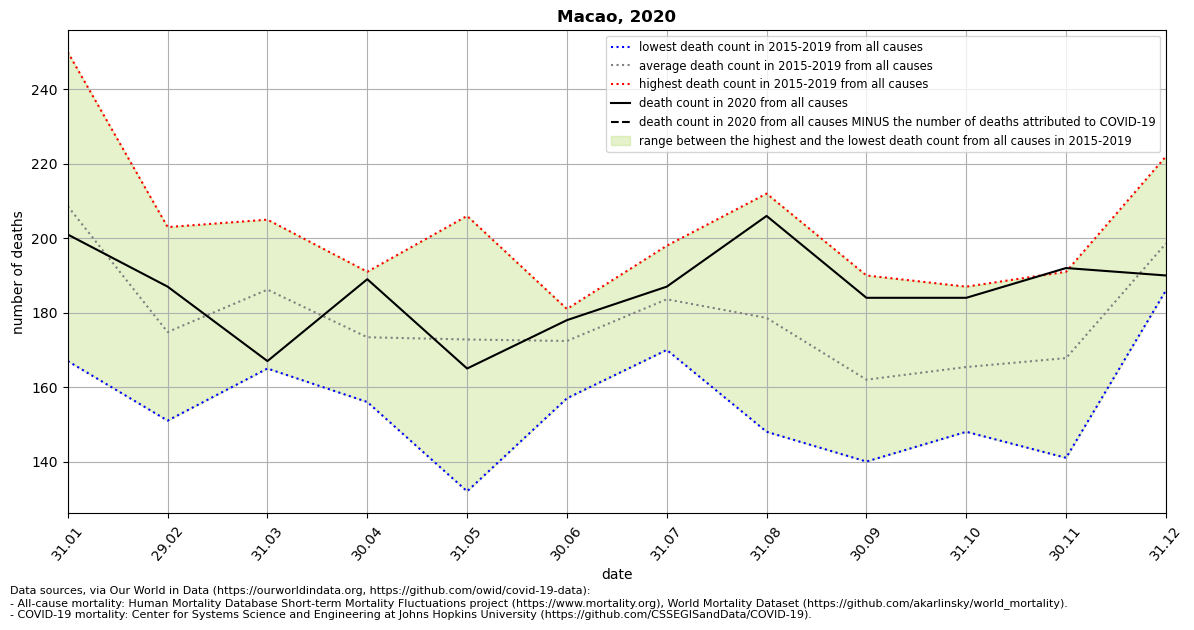 Macao, 2020
lowest death count in 2015-2019 from all causes
average death count in 2015-2019 from all causes
highest death count in 2015-2019 from all causes
death count in 2020 from all causes
death count in 2020 from all causes MINUS the number of deaths attributed to COVID-19
range between the highest and the lowest death count from all causes in 2015-2019
number of deaths
240
220
200
180
160
140
31.01
29.02
31.03
30.04
31.05
30.06
31.07
31.08
30.09
31.10
30.11
31.12
date
Data sources, via Our World in Data (https://ourworldindata.org, https://github.com/owid/covid-19-data):
- All-cause mortality: Human Mortality Database Short-term Mortality Fluctuations project (https://www.mortality.org), World Mortality Dataset (https://github.com/akarlinsky/world_mortality).
- COVID-19 mortality: Center for Systems Science and Engineering at Johns Hopkins University (https://github.com/CSSEGISandData/COVID-19).